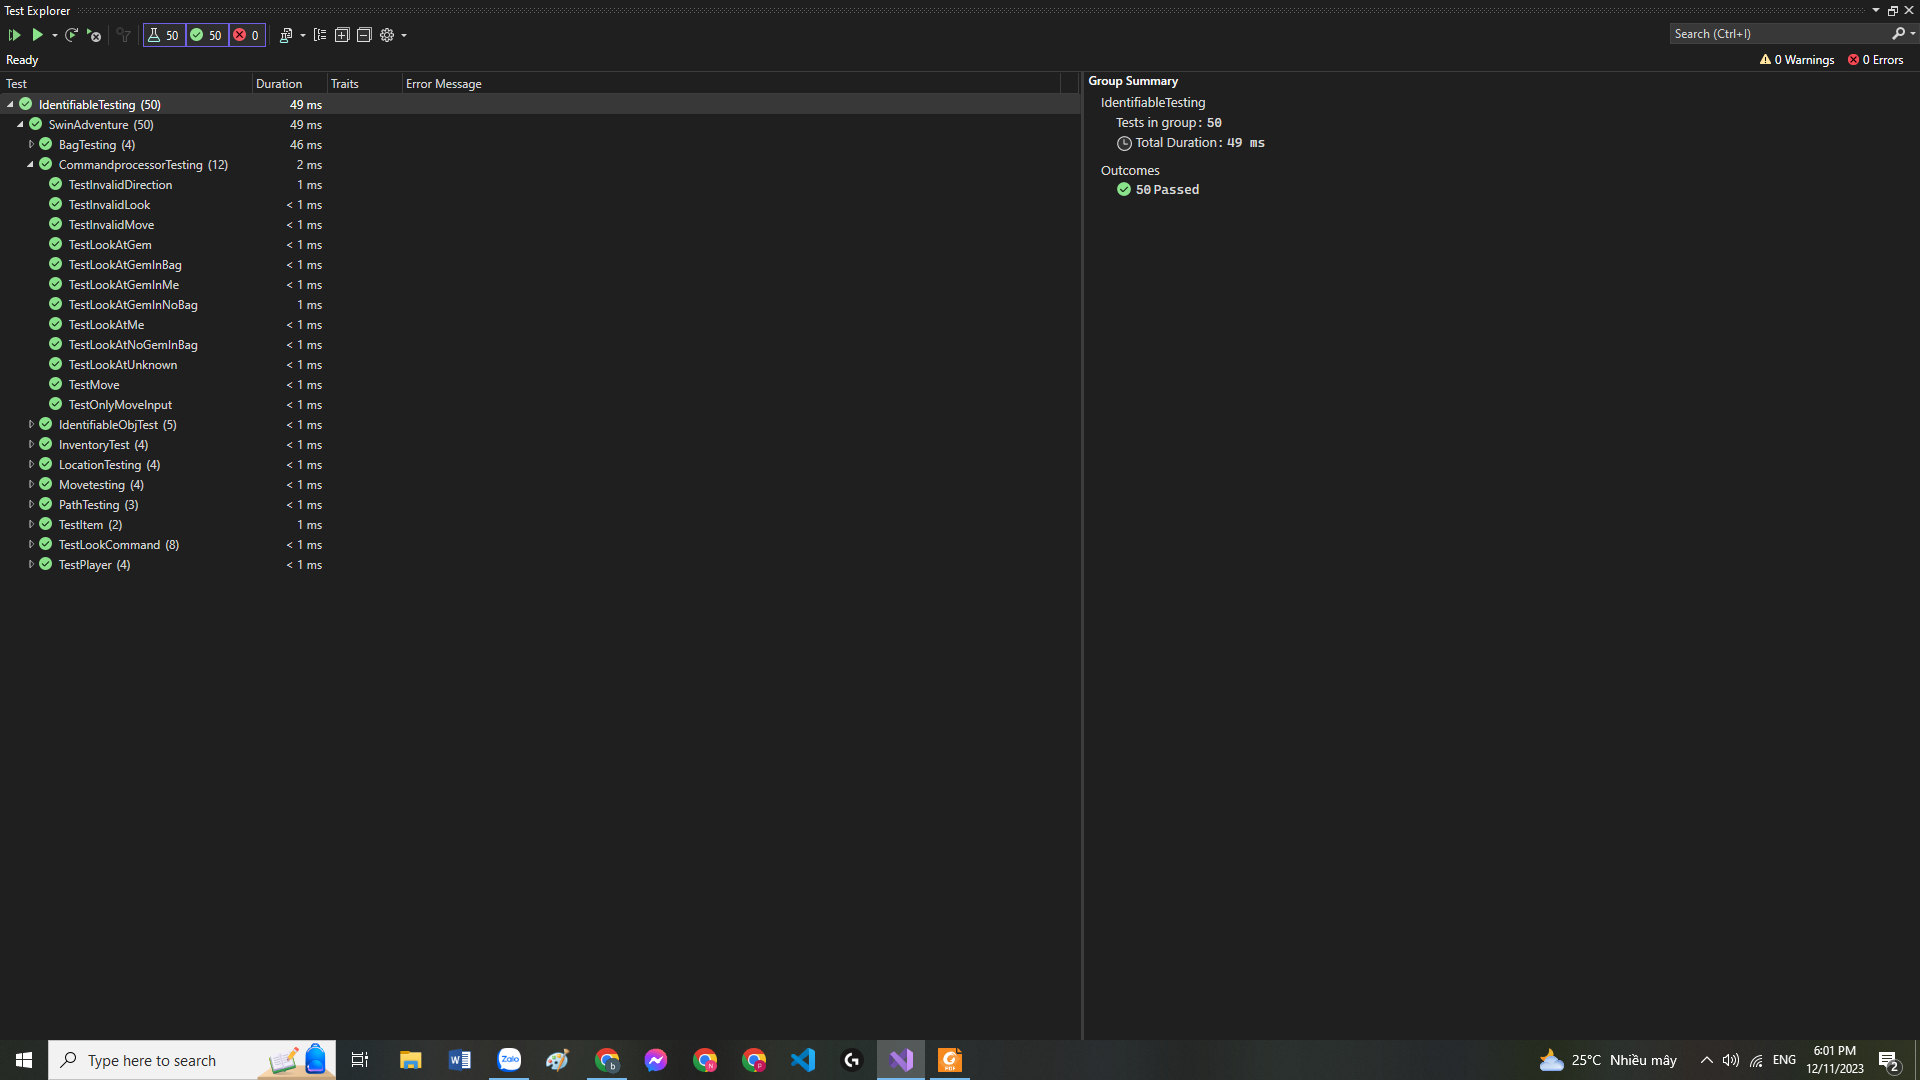 Test Explorer
50 50 0
Search (Ctrl+I)
Ready
0 Warnings 0 Errors
Test Duration Traits Error Message
IdentifiableTesting (50) 49 ms
SwinAdventure (50) 49 ms
BagTesting (4) 46 ms
CommandprocessorTesting (12) 2 ms
TestInvalidDirection 1 ms
TestInvalidLook < 1 ms
TestInvalidMove < 1 ms
TestLookAtGem < 1 ms
TestLookAtGemInBag < 1 ms
TestLookAtGemInMe < 1 ms
TestLookAtGemInNoBag 1 ms
TestLookAtMe < 1 ms
TestLookAtNoGemInBag < 1 ms
TestLookAtUnknown < 1 ms
TestMove < 1 ms
TestOnlyMoveInput < 1 ms
IdentifiableObjTest (5) < 1 ms
InventoryTest (4) < 1 ms
LocationTesting (4) < 1 ms
Movetesting (4) < 1 ms
PathTesting (3) < 1 ms
TestItem (2) 1 ms
TestLookCommand (8) < 1 ms
TestPlayer (4) < 1 ms
Group Summary
IdentifiableTesting
Tests in group: 50
Total Duration: 49 ms
Outcomes
50 Passed
Type here to search
Zalo
25°C Nhiều mây
ENG
6:01 PM
12/11/2023
2